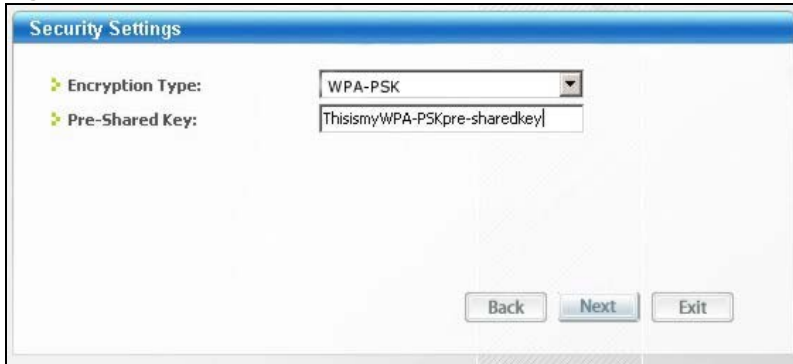 Security Settings
Encryption Type: WPA-PSK
Pre-Shared Key: ThisismyWPA-PSKpre-sharedkey
Back Next Exit